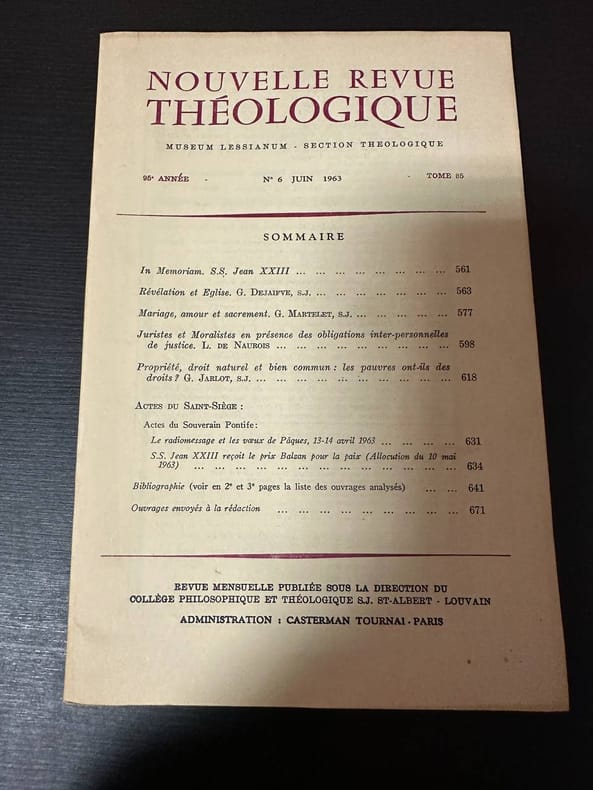 NOUVELLE REVUE
THÉOLOGIQUE
MUSEUM LESSIANUM - SECTION THEOLOGIQUE
95e ANNÉE - N° 6 JUIN 1963 - TOME 85
SOMMAIRE
In Memoriam. S.S. Jean XXIII ... ... ... ... ... ... ... ... 561
Révélation et Eglise. G. DEJAIFVE, S.J. ... ... ... ... ... ... ... 563
Mariage, amour et sacrement. G. MARTELET, S.J. ... ... ... ... ... 577
Juristes et Moralistes en présence des obligations inter-personnelles
de justice. L. DE NAUROIS ... ... ... ... ... ... ... ... ... 598
Propriété, droit naturel et bien commun : les pauvres ont-ils des
droits ? G. JARLOT, S.J. ... ... ... ... ... ... ... ... ... ... 618
ACTES DU SAINT-SIÈGE :
Actes du Souverain Pontife :
Le radiomessage et les vœux de Pâques, 13-14 avril 1963 ... ... ... ... 631
S.S. Jean XXIII reçoit le prix Balzan pour la paix (Allocution du 10 mai
1963) ... ... ... ... ... ... ... ... ... ... ... ... ... 634
Bibliographie (voir en 2e et 3e pages la liste des ouvrages analysés) ... ... 641
Ouvrages envoyés à la rédaction ... ... ... ... ... ... ... ... 671
REVUE MENSUELLE PUBLIÉE SOUS LA DIRECTION DU
COLLÈGE PHILOSOPHIQUE ET THÉOLOGIQUE S.J. ST-ALBERT - LOUVAIN
ADMINISTRATION : CASTERMAN TOURNAI - PARIS